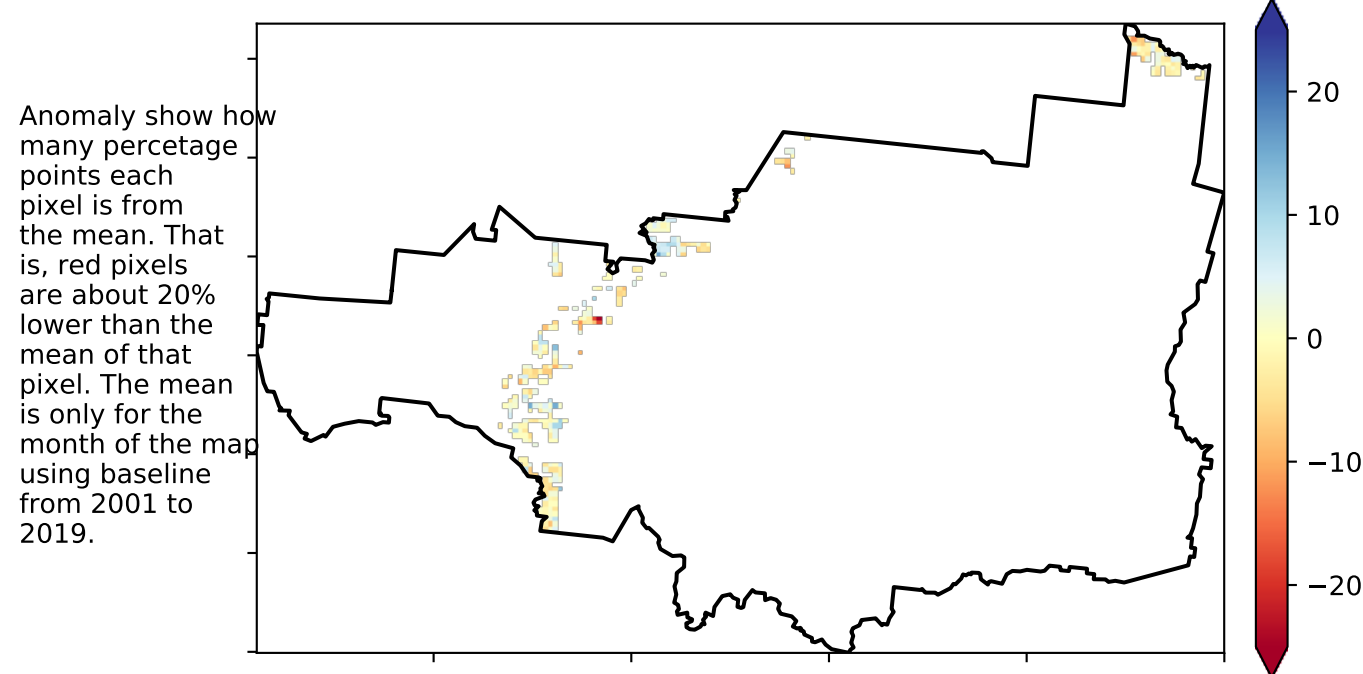 Anomaly show how
many percetage
points each
pixel is from
the mean. That
is, red pixels
are about 20%
lower than the
mean of that
pixel. The mean
is only for the
month of the map
using baseline
from 2001 to
2019.
20
10
0
−10
−20